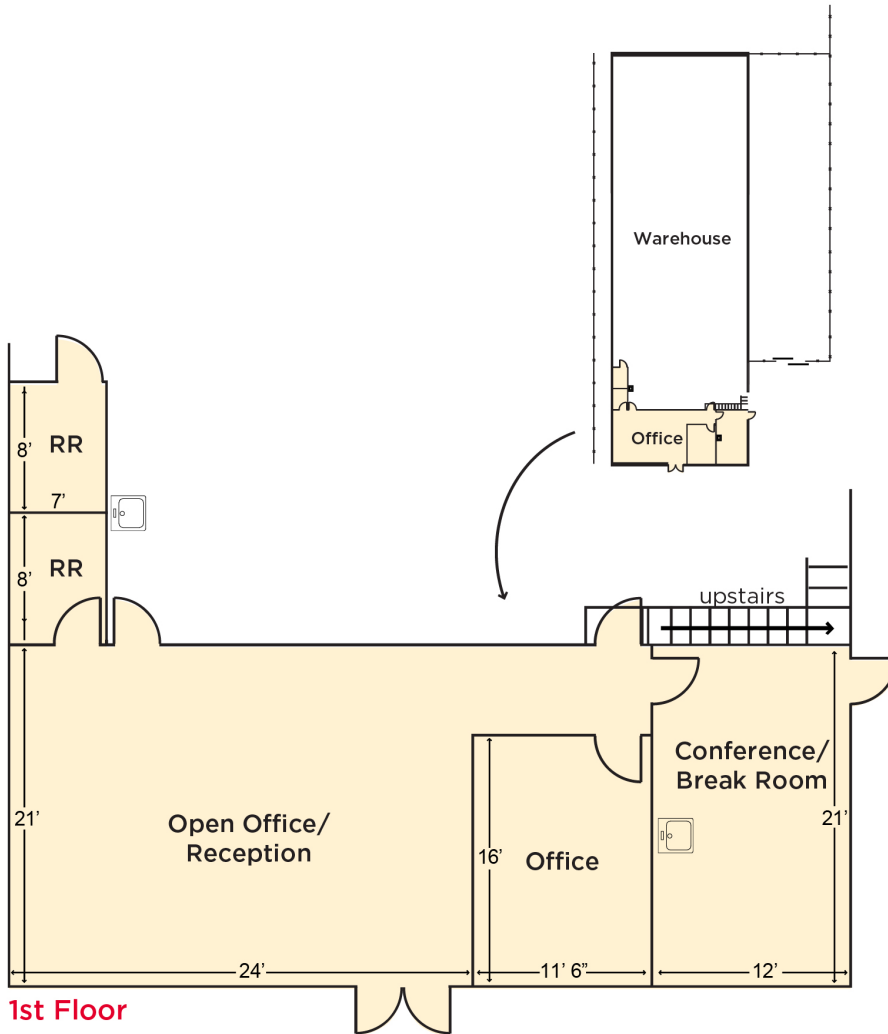 Warehouse
Office
8’
RR
7’
8’
RR
upstairs
Conference/
Break Room
21’
Open Office/
Reception
21’
16’
Office
24’
11’ 6”
12’
1st Floor